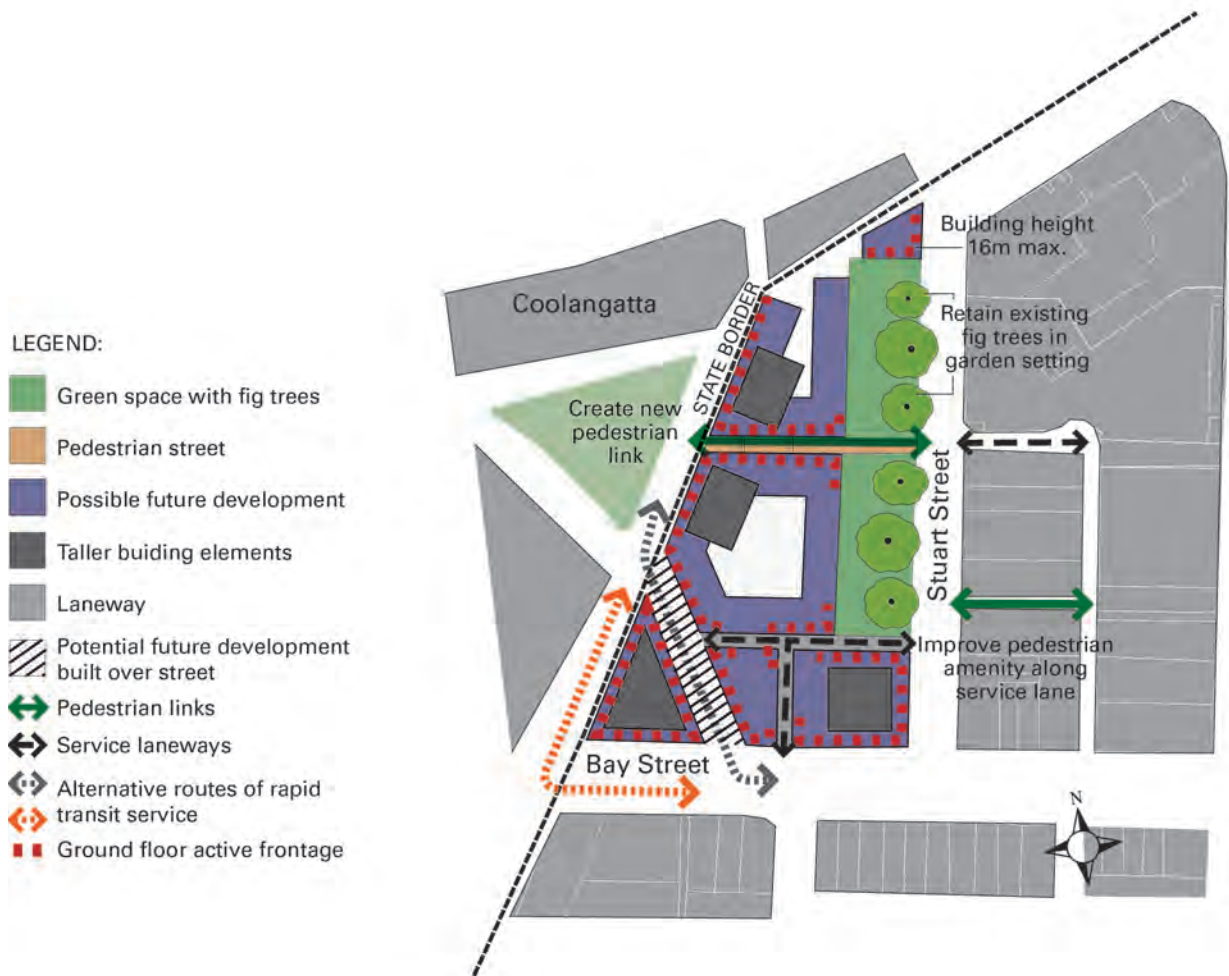 LEGEND:
Green space with fig trees
Pedestrian street
Possible future development
Taller buiding elements
Laneway
Potential future development
built over street
Pedestrian links
Service laneways
Alternative routes of rapid
transit service
Ground floor active frontage
Coolangatta
STATE BORDER
Building height
16m max.
Retain existing
fig trees in
garden setting
Create new
pedestrian
link
Stuart Street
Improve pedestrian
amenity along
service lane
Bay Street
N